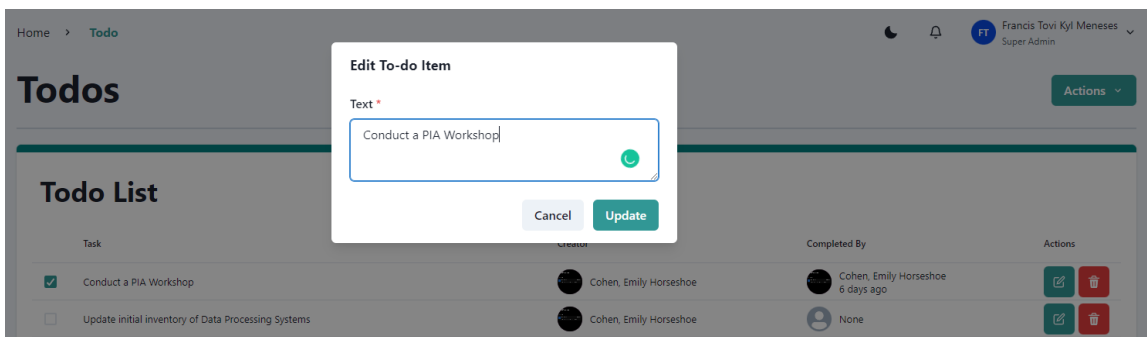 Home > Todo
FT
Francis Tovi Kyl Meneses
Super Admin
Todos
Actions
Edit To-do Item
Text *
Conduct a PIA Workshop
Cancel
Update
Todo List
Task
Creator
Completed By
Actions
Conduct a PIA Workshop
Cohen, Emily Horseshoe
Cohen, Emily Horseshoe
6 days ago
Update initial inventory of Data Processing Systems
Cohen, Emily Horseshoe
None